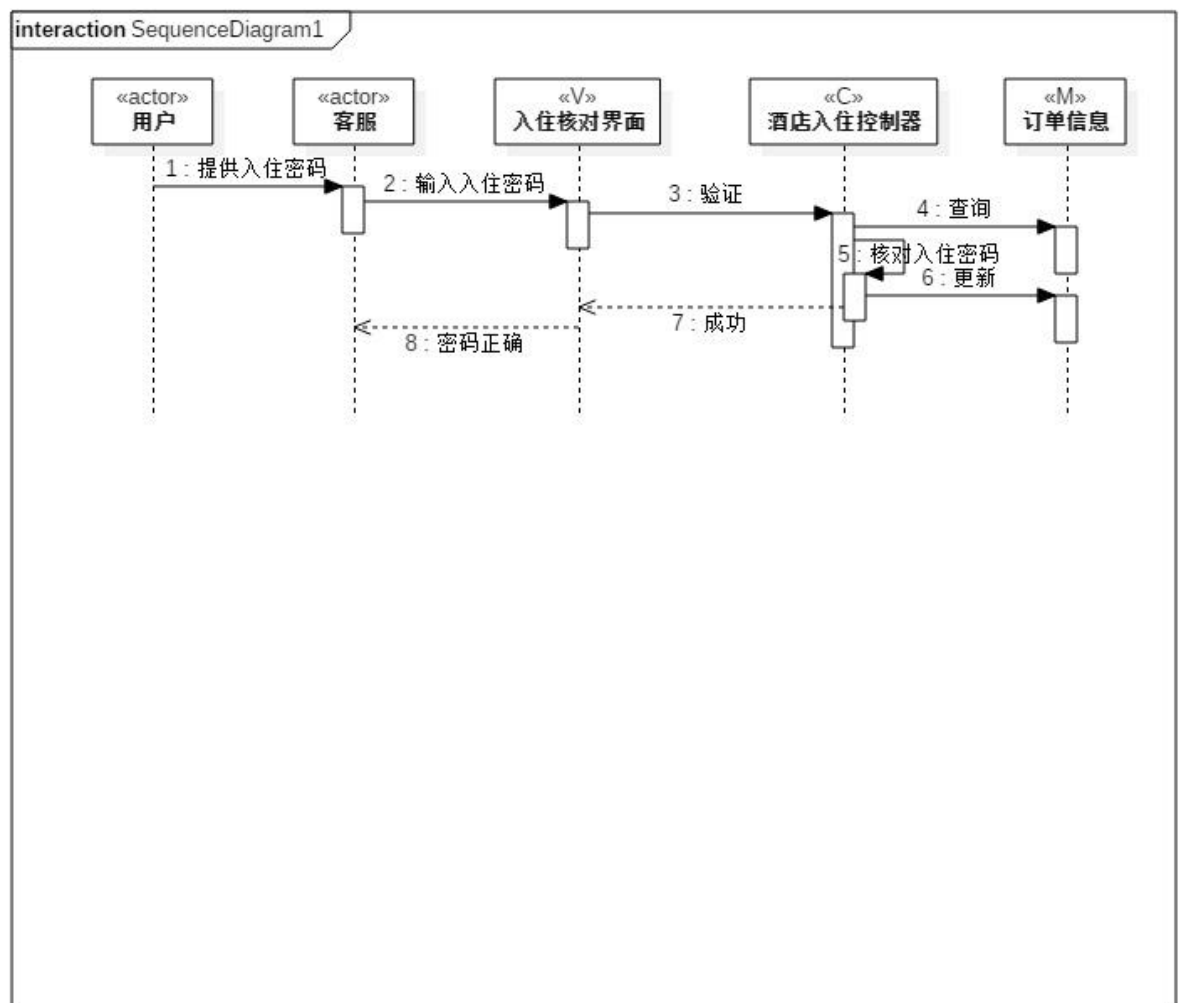 interaction SequenceDiagram1
«actor»
用户
«actor»
客服
«V»
入住核对界面
«C»
酒店入住控制器
«M»
订单信息
1 : 提供入住密码
2 : 输入入住密码
3 : 验证
4 : 查询
5 : 核对入住密码
6 : 更新
7 : 成功
8 : 密码正确